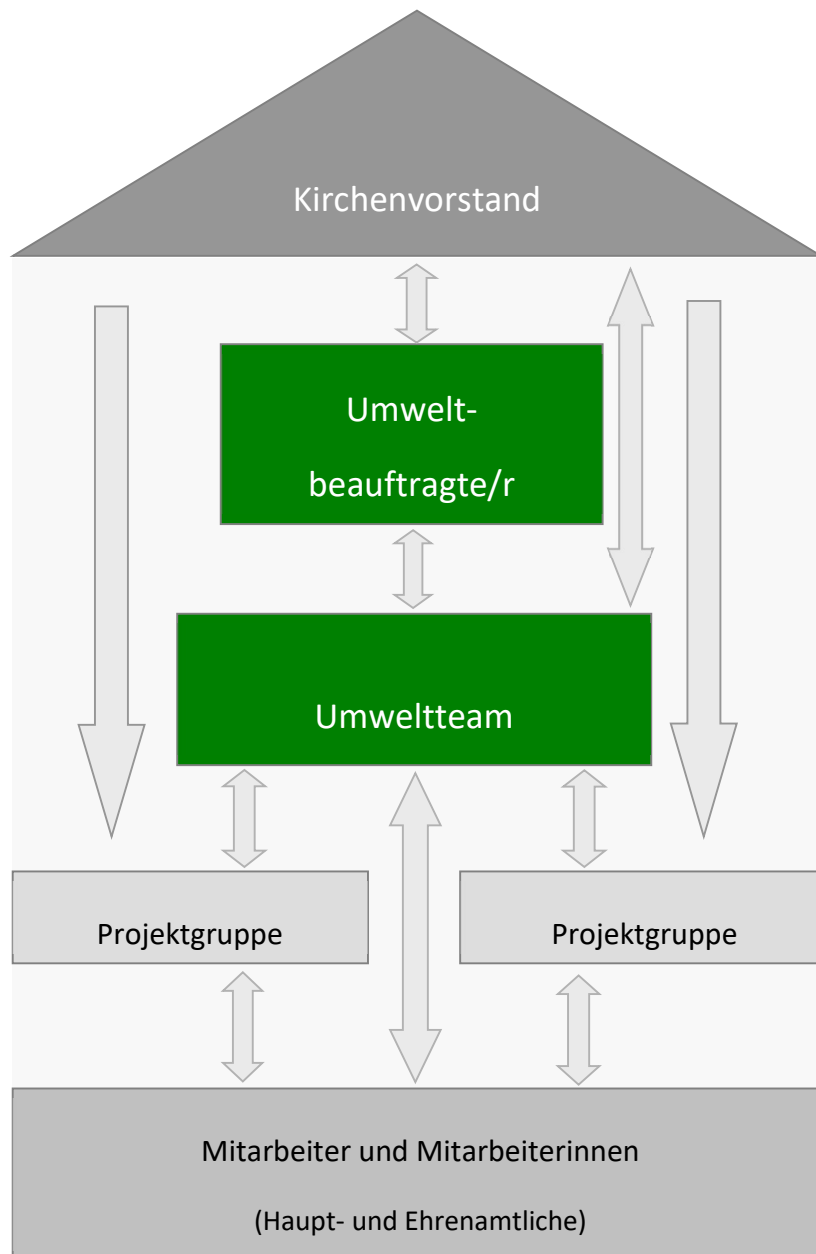 Kirchenvorstand
Umwelt-
beauftragte/r
Umweltteam
Projektgruppe
Projektgruppe
Mitarbeiter und Mitarbeiterinnen
(Haupt- und Ehrenamtliche)